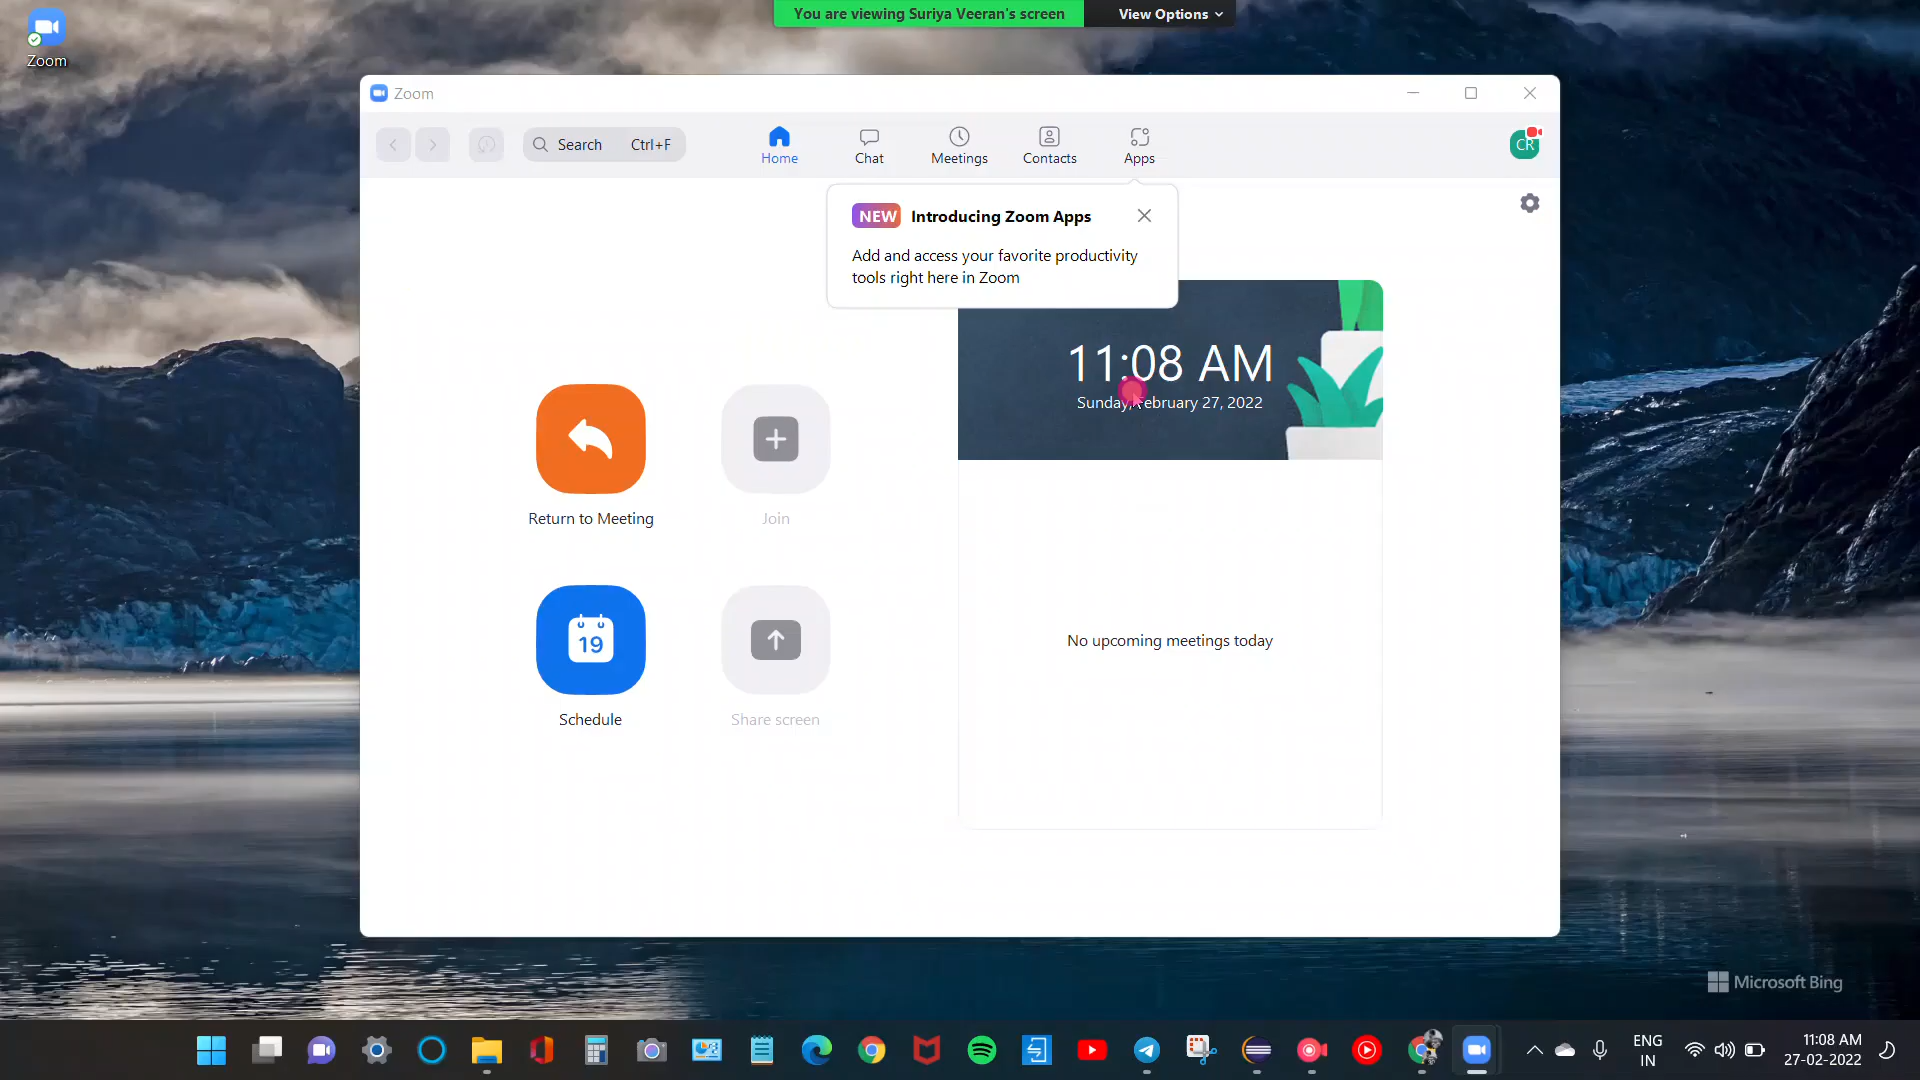 You are viewing Suriya Veeran's screen
View Options
Zoom
Zoom
Search Ctrl+F
Home
Chat
Meetings
Contacts
Apps
CR
NEW Introducing Zoom Apps
Add and access your favorite productivity
tools right here in Zoom
11:08 AM
Sunday, February 27, 2022
Return to Meeting
Join
19
Schedule
Share screen
No upcoming meetings today
Microsoft Bing
ENG
IN
11:08 AM
27-02-2022